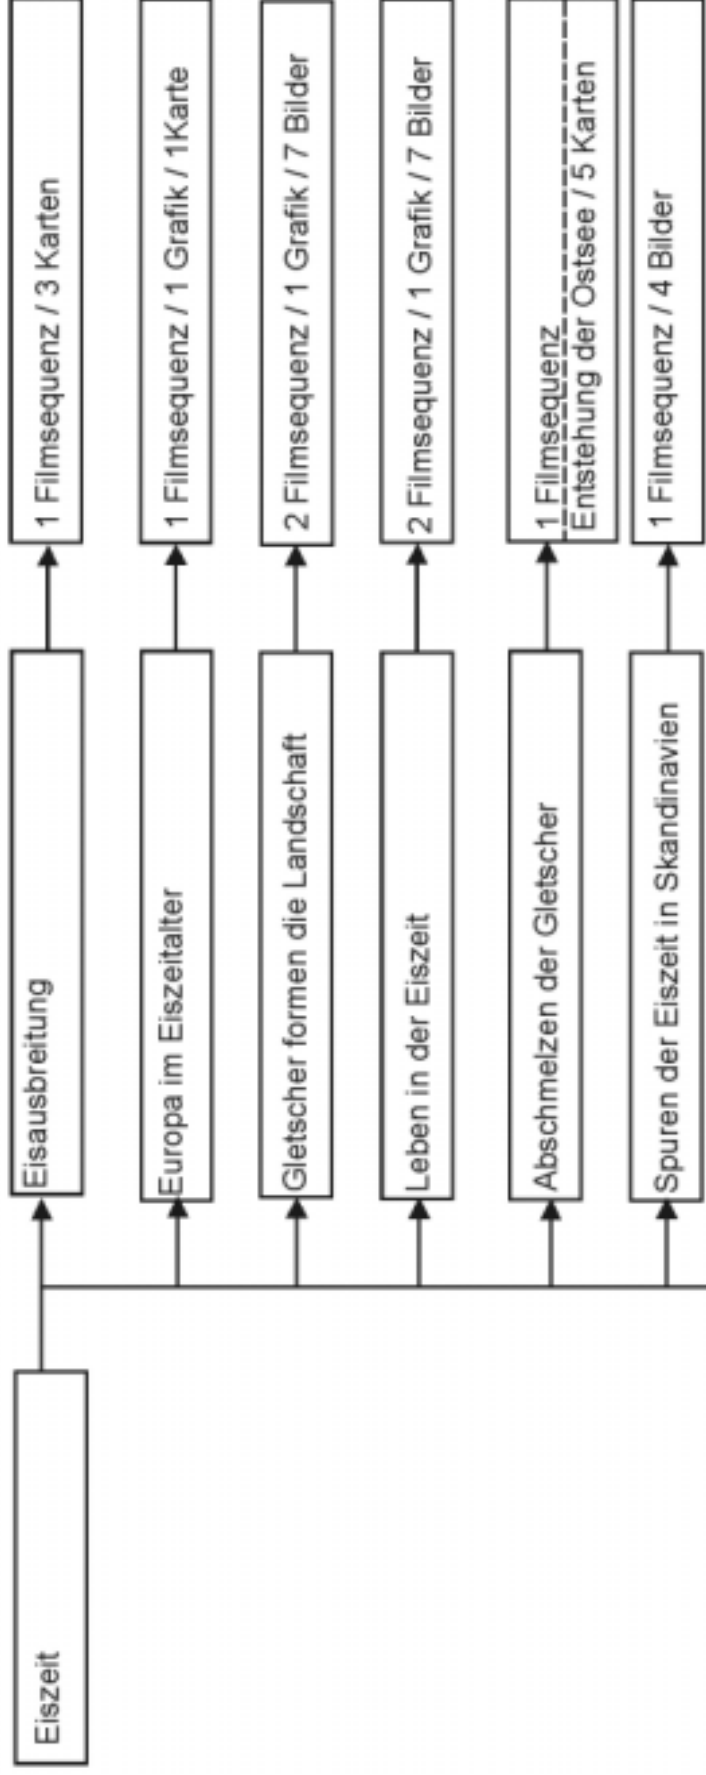 Eiszeit
Eisausbreitung
1 Filmsequenz / 3 Karten
Europa im Eiszeitalter
1 Filmsequenz / 1 Grafik / 1Karte
Gletscher formen die Landschaft
2 Filmsequenz / 1 Grafik / 7 Bilder
Leben in der Eiszeit
2 Filmsequenz / 1 Grafik / 7 Bilder
Abschmelzen der Gletscher
1 Filmsequenz
Entstehung der Ostsee / 5 Karten
Spuren der Eiszeit in Skandinavien
1 Filmsequenz / 4 Bilder